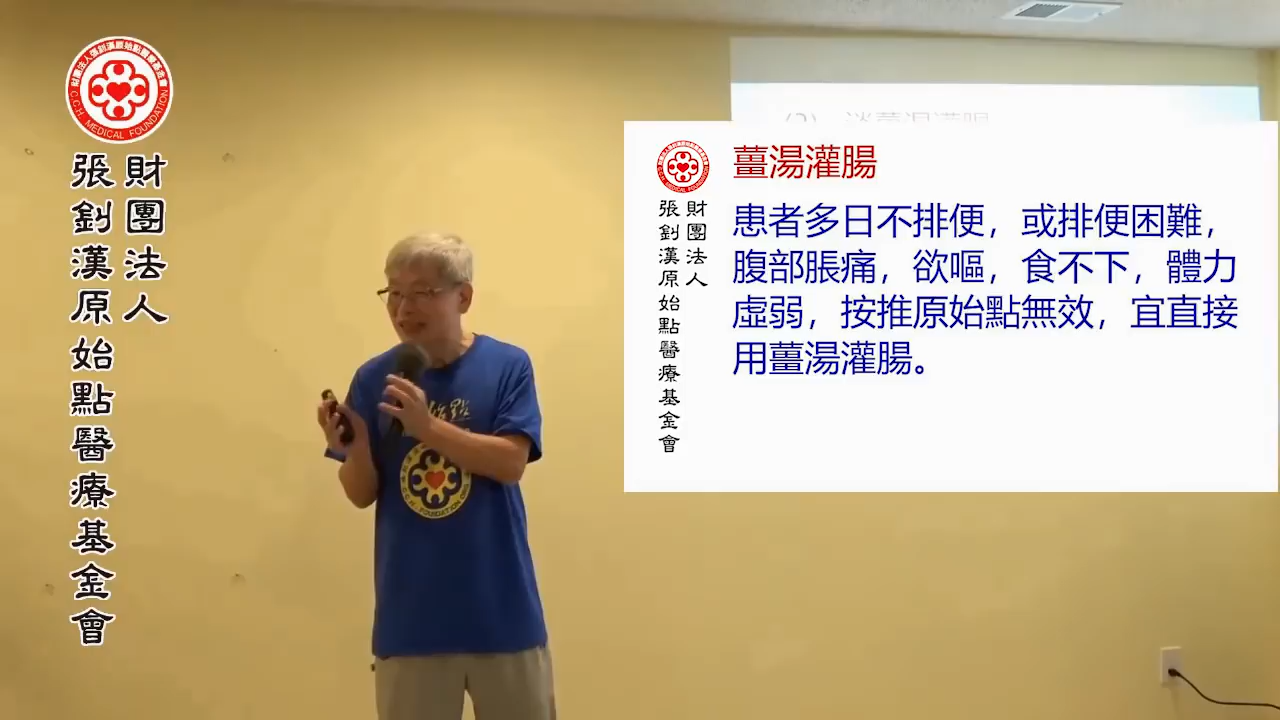 財團法人
張釗漢原始點醫療基金會
C.C.H. MEDICAL FOUNDATION
薑湯灌腸
患者多日不排便，或排便困難，
腹部脹痛，欲嘔，食不下，體力
虛弱，按推原始點無效，宜直接
用薑湯灌腸。
財團法人
張釗漢原始點醫療基金會